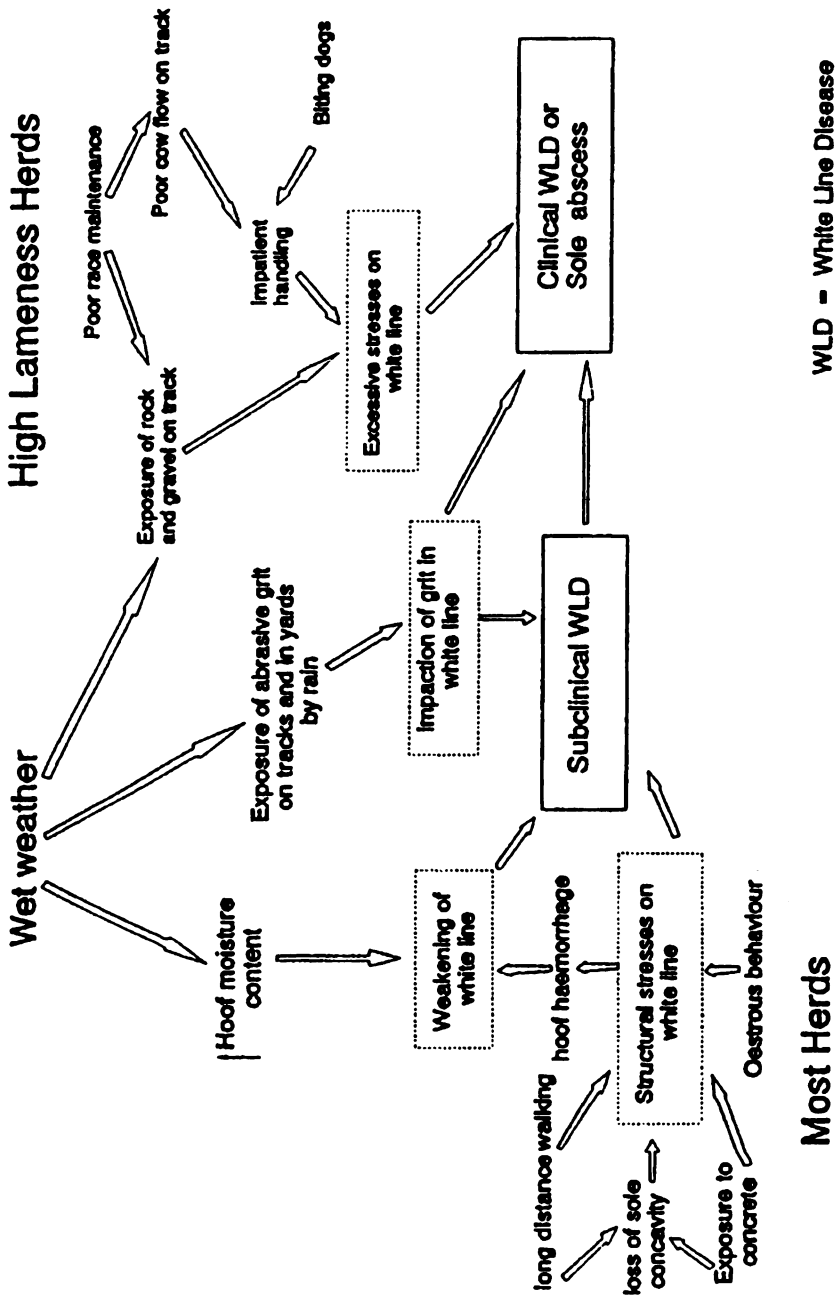 High Lameness Herds
Wet weather
Poor race maintenance
Exposure of rock
and gravel on track
Poor cow flow on track
Impatient
handling
Biting dogs
Hoof moisture
content
Exposure of abrasive grit
on tracks and in yards
by rain
Excessive stresses on
white line
Weakening of
white line
Impaction of grit in
white line
hoof haemorrhage
Clinical WLD or
Sole abscess
Subclinical WLD
long distance walking
Structural stresses on
white line
loss of sole
concavity
Exposure to
concrete
Oestrous behaviour
Most Herds
WLD = White Line Disease